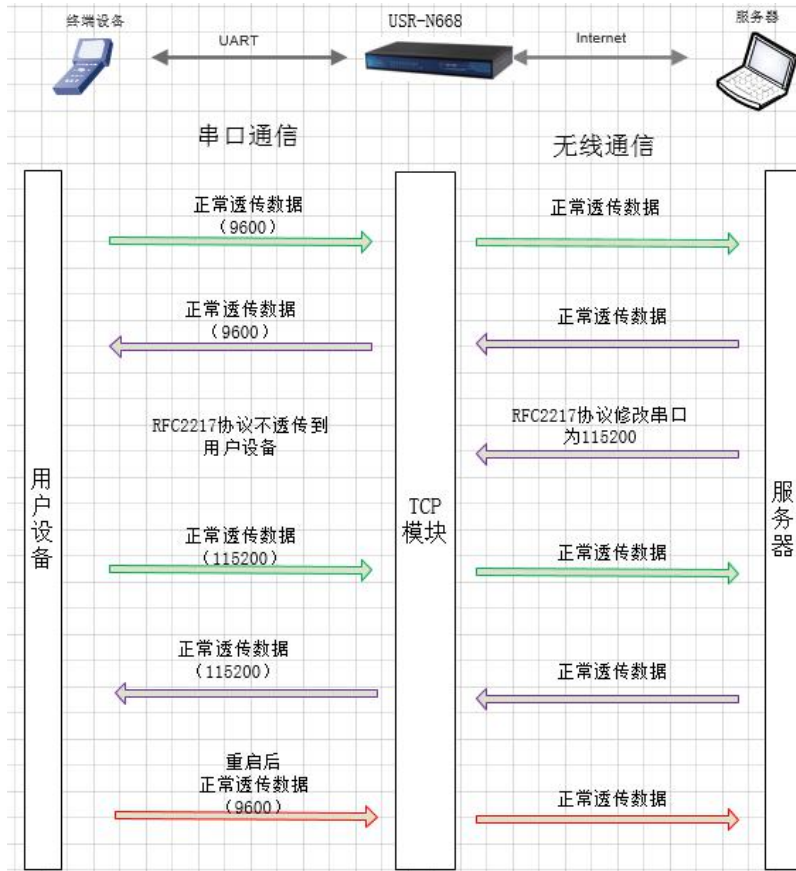 终端设备
UART
USR-N668
Internet
服务器
串口通信
无线通信
用户设备
TCP
模块
服务器
正常透传数据
(9600)
正常透传数据
正常透传数据
(9600)
正常透传数据
RFC2217协议不透传到
用户设备
RFC2217协议修改串口
为115200
正常透传数据
(115200)
正常透传数据
正常透传数据
(115200)
正常透传数据
重启后
正常透传数据
(9600)
正常透传数据